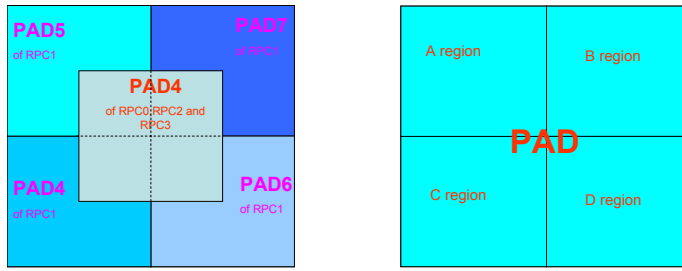 PAD5
of RPC1
PAD7
of RPC1
PAD4
of RPC0,RPC2 and
RPC3
PAD4
of RPC1
PAD6
of RPC1
A region
B region
PAD
C region
D region